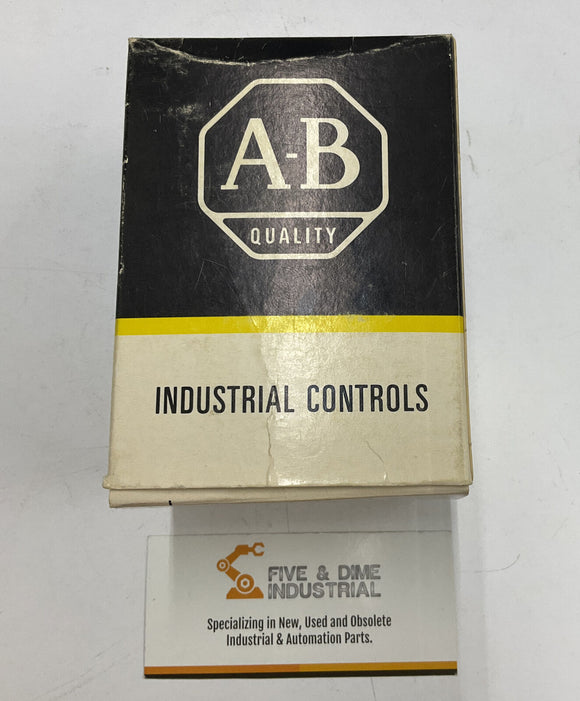 A-B
QUALITY
INDUSTRIAL CONTROLS
FIVE & DIME
INDUSTRIAL
Specializing in New, Used and Obsolete
Industrial & Automation Parts.